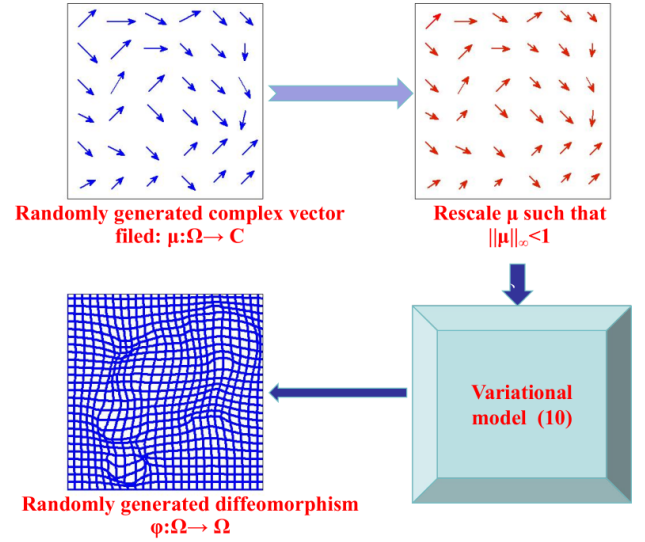 Randomly generated complex vector
filed: μ:Ω→ C
Rescale μ such that
||μ||∞<1
Variational
model (10)
Randomly generated diffeomorphism
φ:Ω→ Ω